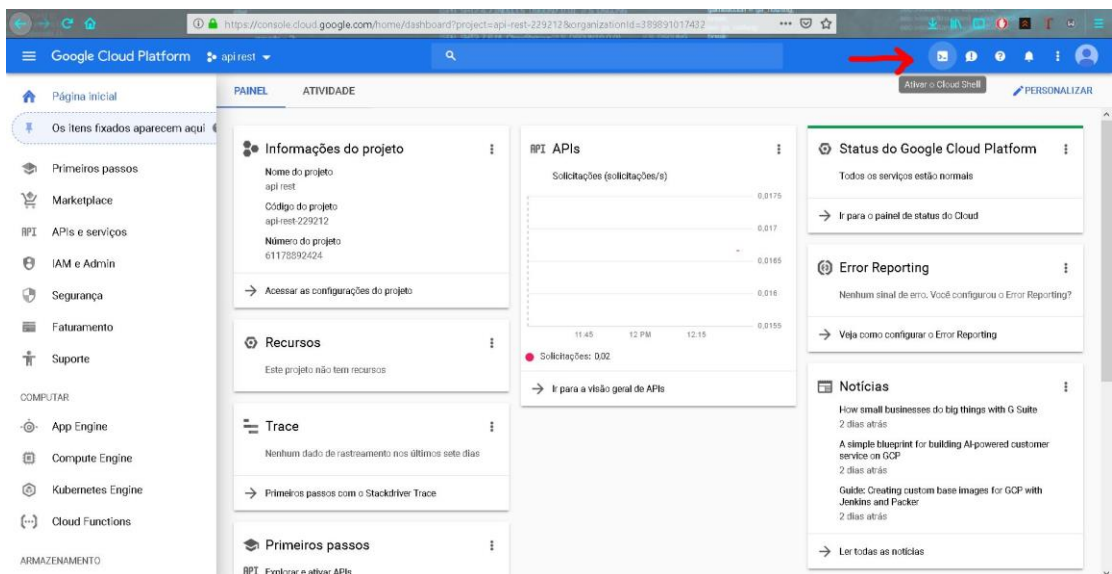 https://console.cloud.google.com/home/dashboard?project=api-rest-229212&organizationId=389891017432
Google Cloud Platform
api rest
Ativar o Cloud Shell
Página inicial
Os itens fixados aparecem aqui
Primeiros passos
Marketplace
API APIs e serviços
IAM e Admin
Segurança
Faturamento
Suporte
COMPUTAR
App Engine
Compute Engine
Kubernetes Engine
Cloud Functions
ARMAZENAMENTO
PAINEL ATIVIDADE
PERSONALIZAR
Informações do projeto
Nome do projeto
api rest
Código do projeto
api-rest-229212
Número do projeto
61178892424
Acessar as configurações do projeto
Recursos
Este projeto não tem recursos
Trace
Nenhum dado de rastreamento nos últimos sete dias
Primeiros passos com o Stackdriver Trace
Primeiros passos
API Explorar e ativar APIs
API APIs
Solicitações (solicitações/s)
0,0175
0,017
0,0165
0,016
0,0155
11:45 12 PM 12:15
Solicitações: 0,02
Ir para a visão geral de APIs
Status do Google Cloud Platform
Todos os serviços estão normais
Ir para o painel de status do Cloud
Error Reporting
Nenhum sinal de erro. Você configurou o Error Reporting?
Veja como configurar o Error Reporting
Notícias
How small businesses do big things with G Suite
2 dias atrás
A simple blueprint for building AI-powered customer
service on GCP
2 dias atrás
Guide: Creating custom base images for GCP with
Jenkins and Packer
2 dias atrás
Ler todas as notícias